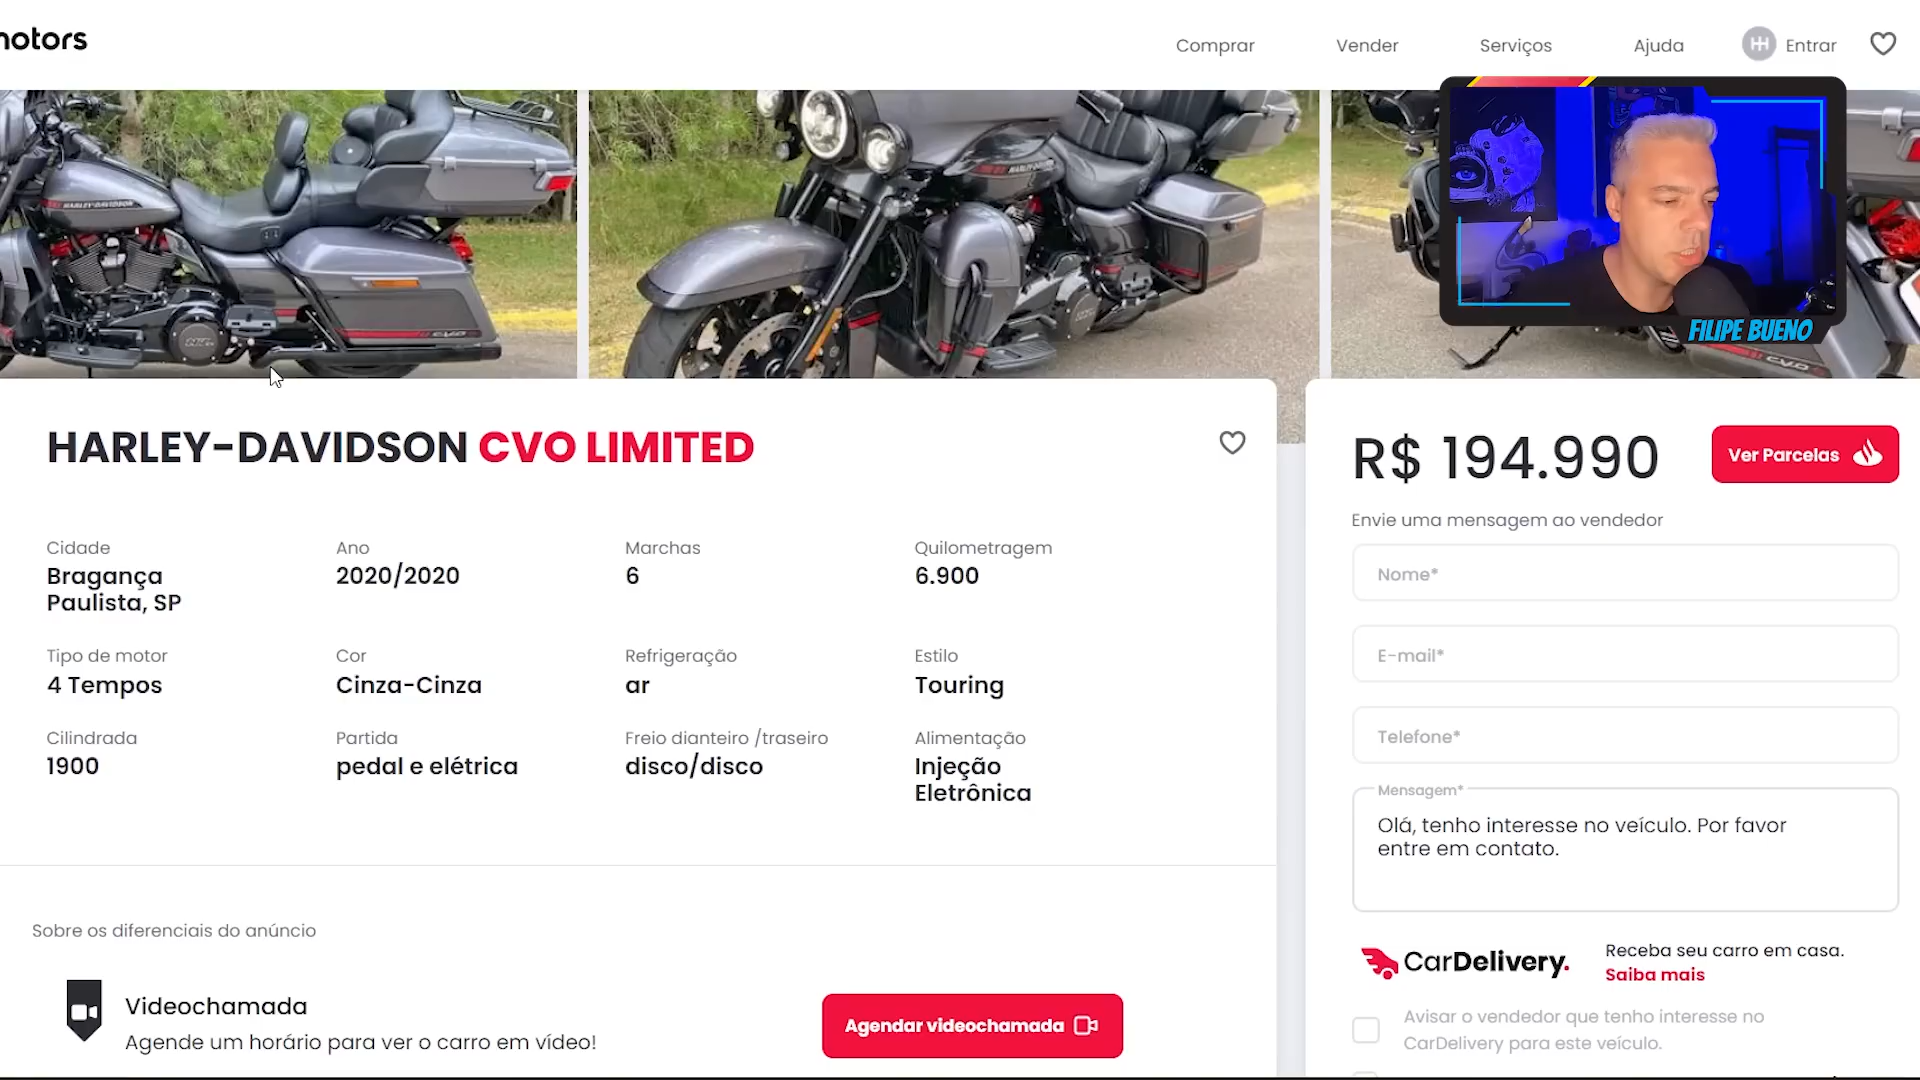 motors
Comprar
Vender
Serviços
Ajuda
Entrar
HARLEY-DAVIDSON
CVO
FILIPE BUENO
HARLEY-DAVIDSON CVO LIMITED
R$ 194.990
Ver Parcelas
Envie uma mensagem ao vendedor
Nome*
E-mail*
Telefone*
Mensagem*
Olá, tenho interesse no veículo. Por favor
entre em contato.
Cidade
Bragança
Paulista, SP
Ano
2020/2020
Marchas
6
Quilometragem
6.900
Tipo de motor
4 Tempos
Cor
Cinza-Cinza
Refrigeração
ar
Estilo
Touring
Cilindrada
1900
Partida
pedal e elétrica
Freio dianteiro /traseiro
disco/disco
Alimentação
Injeção
Eletrônica
Sobre os diferenciais do anúncio
Videochamada
Agende um horário para ver o carro em vídeo!
Agendar videochamada
CarDelivery.
Receba seu carro em casa.
Saiba mais
Avisar o vendedor que tenho interesse no
CarDelivery para este veículo.